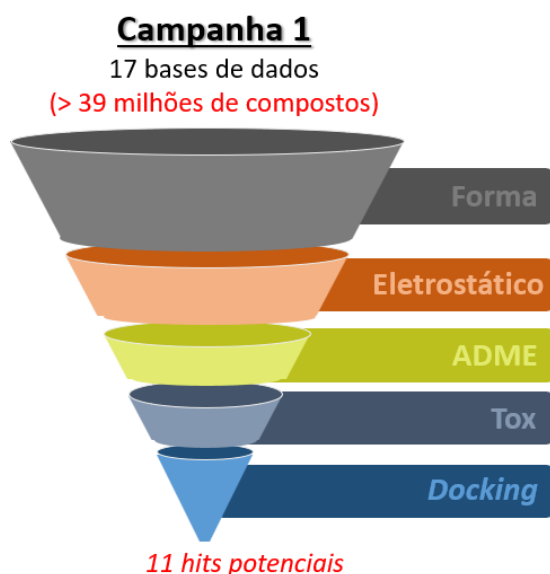 Campanha 1
17 bases de dados
(> 39 milhões de compostos)
Forma
Eletrostático
ADME
Tox
Docking
11 hits potenciais